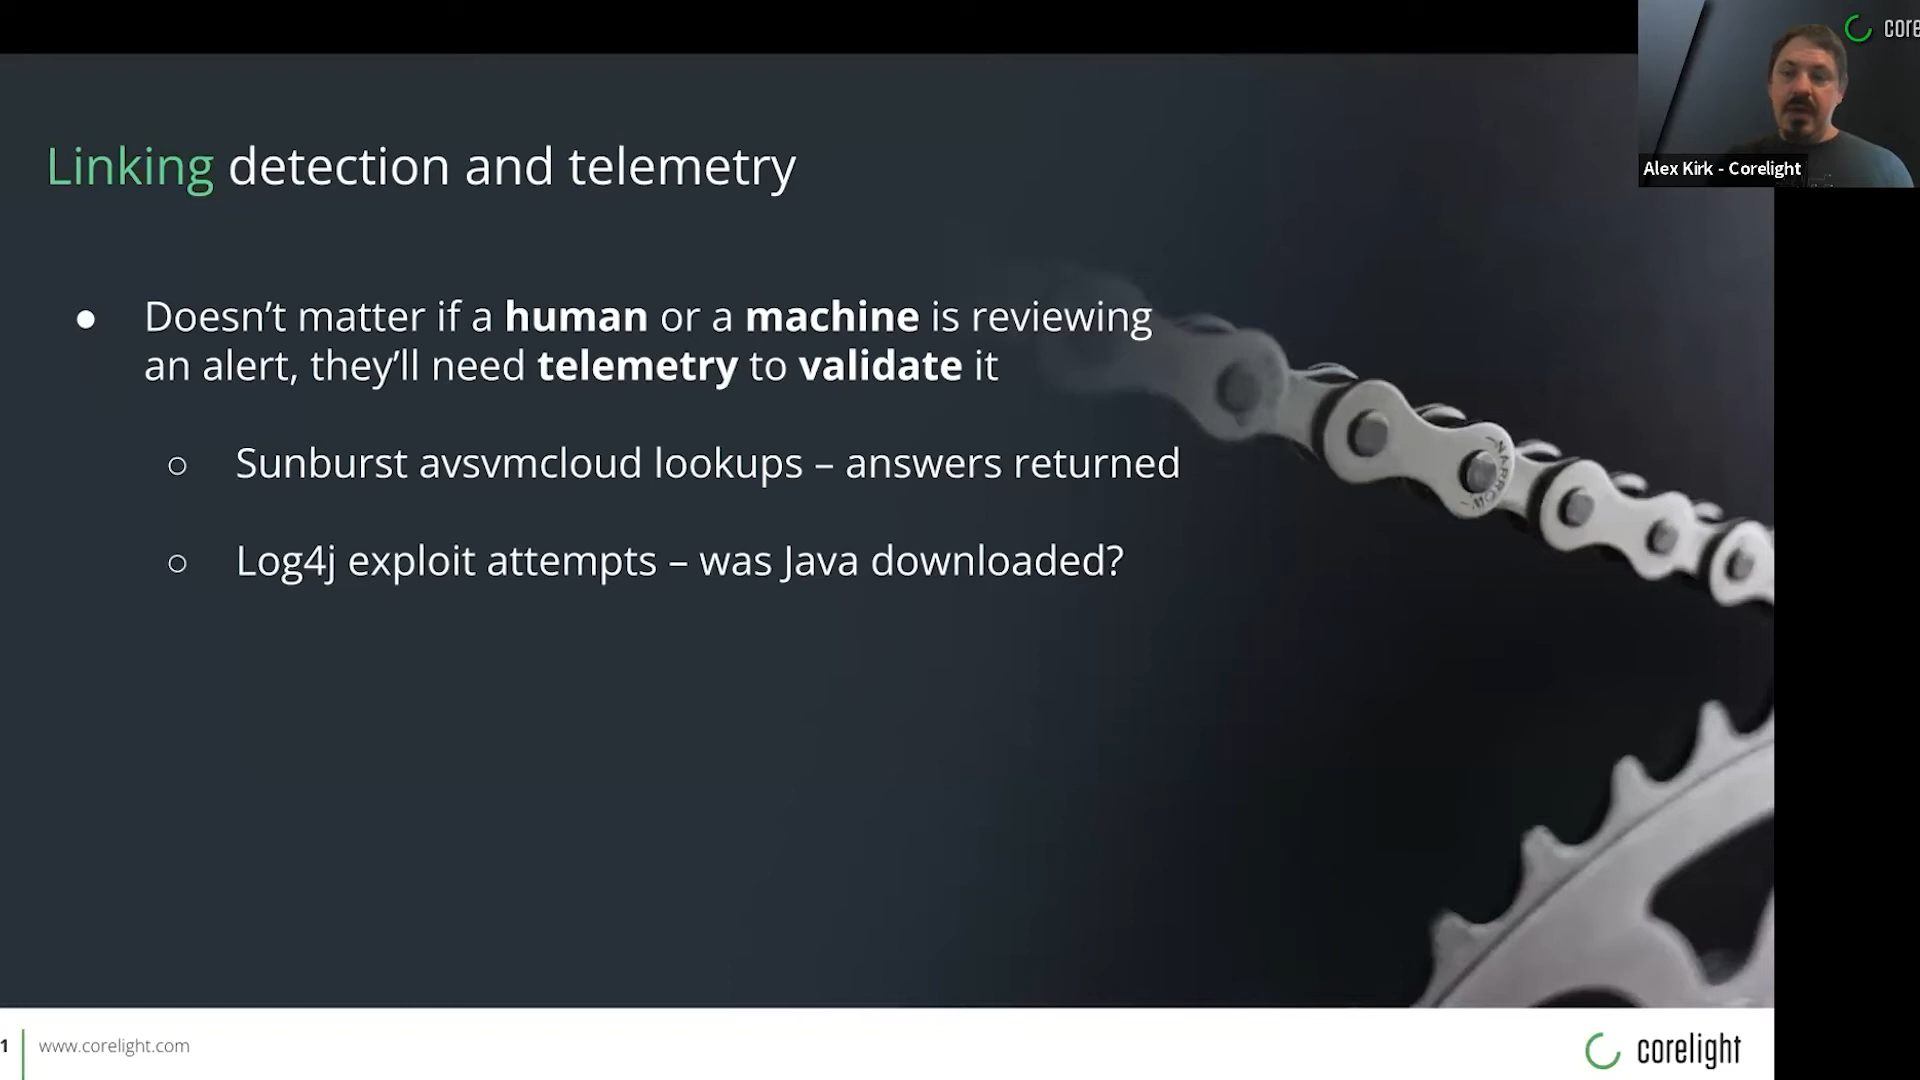 core
Alex Kirk - Corelight
Linking detection and telemetry
● Doesn’t matter if a human or a machine is reviewing
an alert, they’ll need telemetry to validate it
○ Sunburst avsvmcloud lookups – answers returned
○ Log4j exploit attempts – was Java downloaded?
NARROW
1
www.corelight.com
corelight